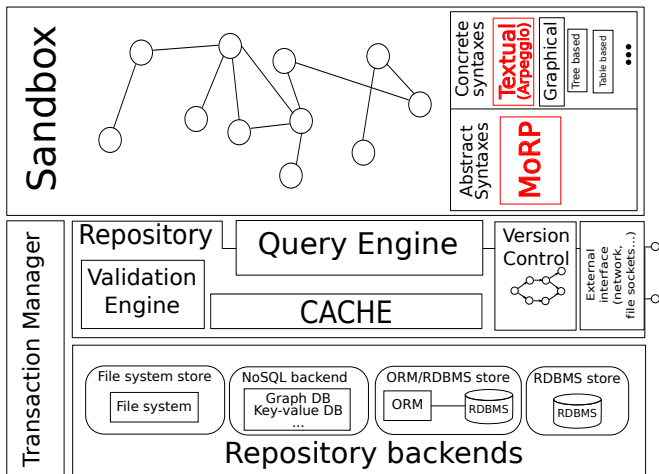 Sandbox
Concrete
syntaxes
Textual
(Arpeggio)
Graphical
Tree based
Table based
...
Abstract
Syntaxes
MoRP
Transaction Manager
Repository
Query Engine
Version
Control
External
interface
(network,
file sockets...)
Validation
Engine
CACHE
File system store
File system
NoSQL backend
Graph DB
Key-value DB
...
ORM/RDBMS store
ORM
RDBMS
RDBMS store
RDBMS
Repository backends